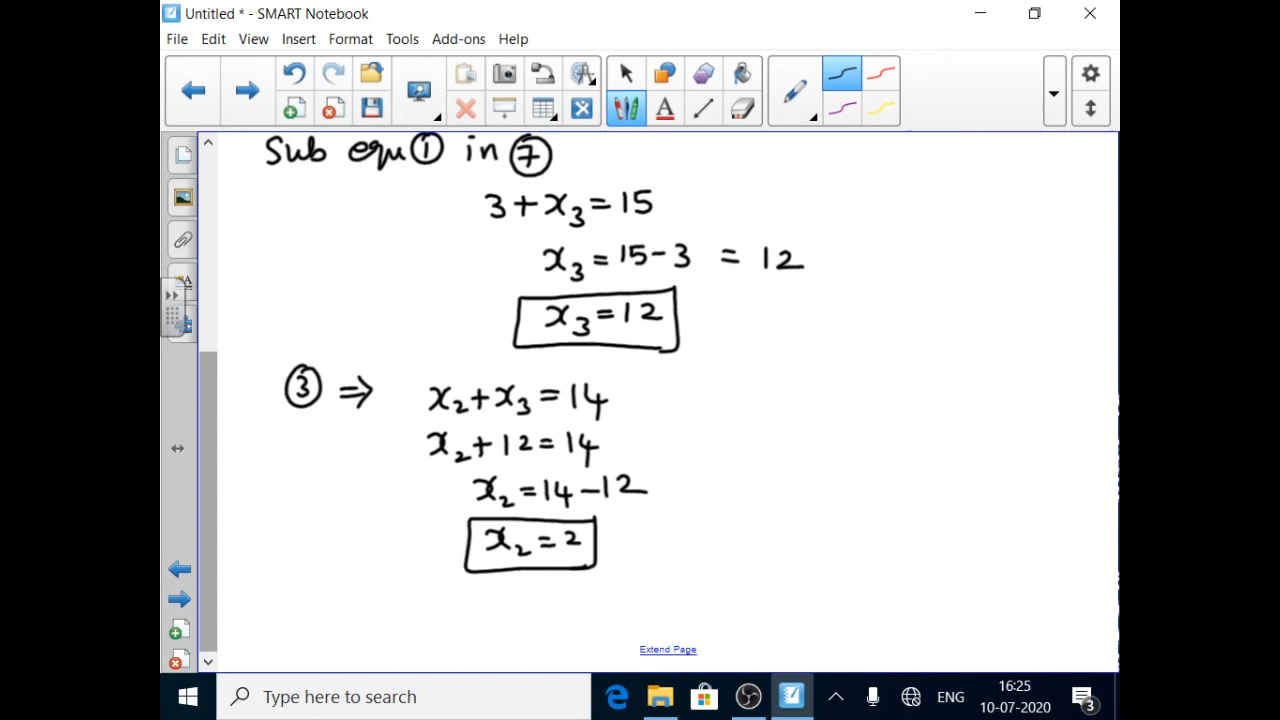 Untitled * - SMART Notebook
File Edit View Insert Format Tools Add-ons Help
Sub equ ① in ⑦
3 + x₃ = 15
x₃ = 15 - 3 = 12
x₃ = 12
③ ⇒ x₂ + x₃ = 14
x₂ + 12 = 14
x₂ = 14 - 12
x₂ = 2
Extend Page
Type here to search
ENG
16:25
10-07-2020
3